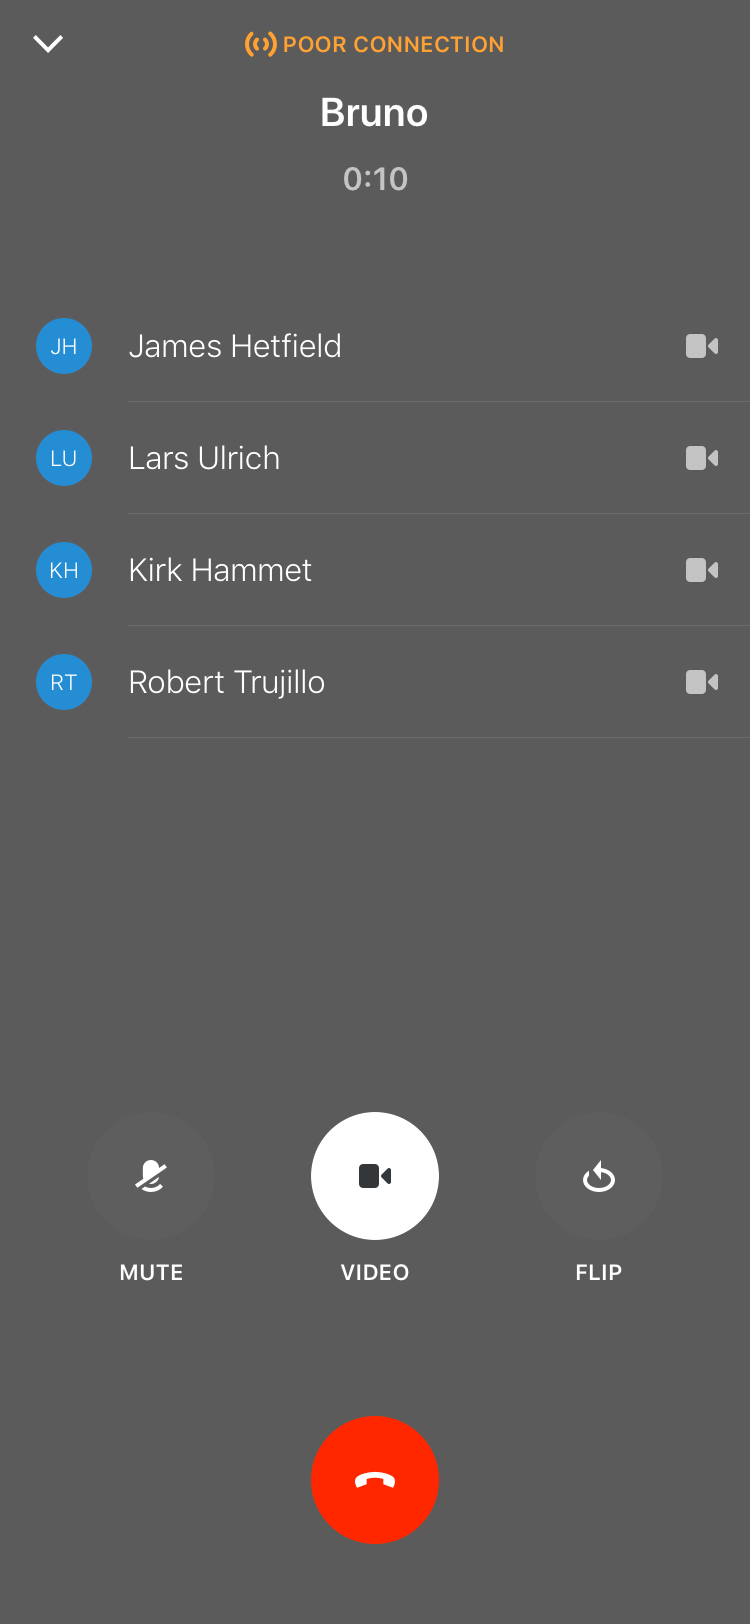 POOR CONNECTION
Bruno
0:10
JH James Hetfield
LU Lars Ulrich
KH Kirk Hammet
RT Robert Trujillo
MUTE VIDEO FLIP